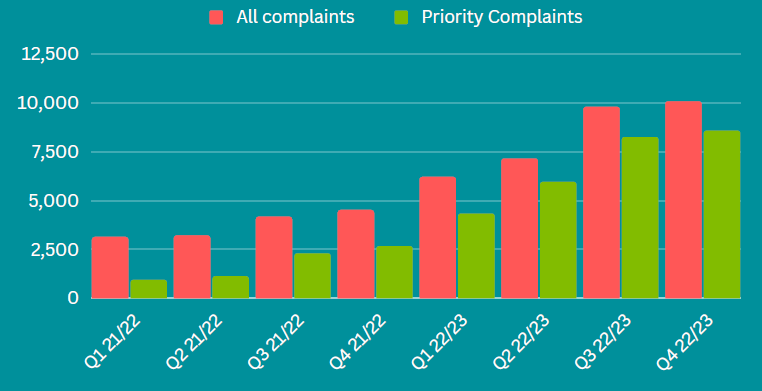 All complaints
Priority Complaints
12,500
10,000
7,500
5,000
2,500
0
Q1 21/22
Q2 21/22
Q3 21/22
Q4 21/22
Q1 22/23
Q2 22/23
Q3 22/23
Q4 22/23